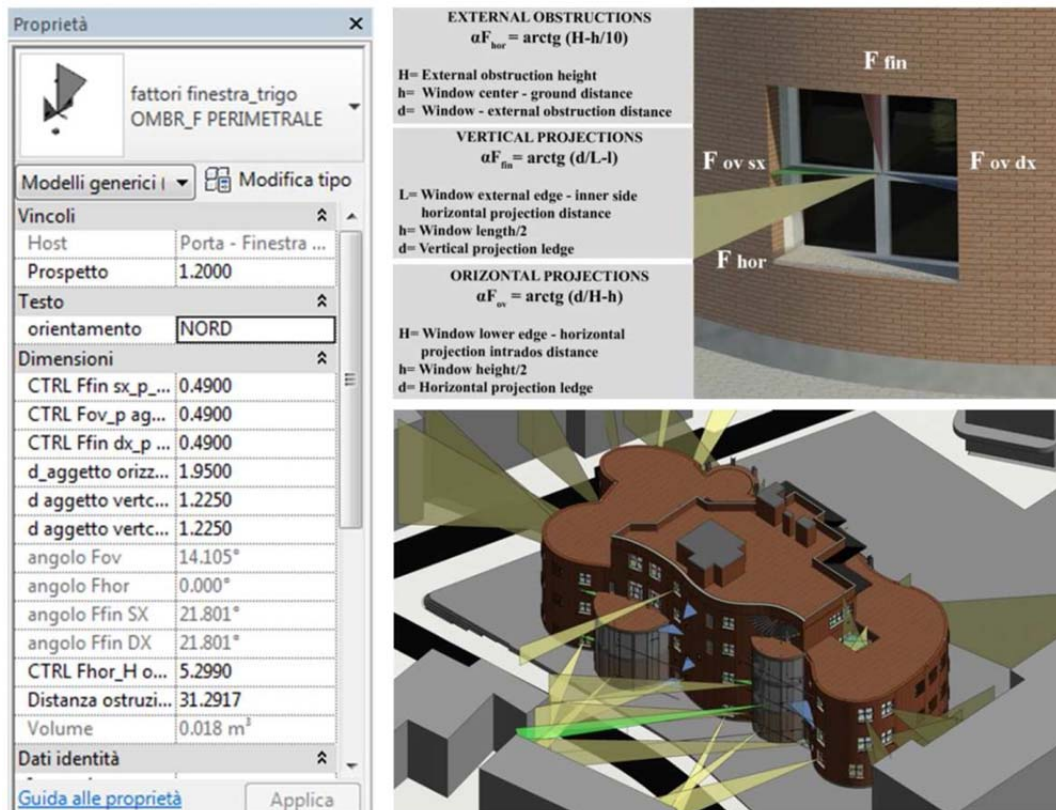 Proprietà
fattori finestra_trigo
OMBR_F PERIMETRALE
Modelli generici (
Modifica tipo
Vincoli
Host Porta - Finestra ...
Prospetto 1.2000
Testo
orientamento NORD
Dimensioni
CTRL Ffin sx_p_... 0.4900
CTRL Fov_p ag... 0.4900
CTRL Ffin dx_p ... 0.4900
d_aggetto orizz... 1.9500
d aggetto vertc... 1.2250
d aggetto vertc... 1.2250
angolo Fov 14.105°
angolo Fhor 0.000°
angolo Ffin SX 21.801°
angolo Ffin DX 21.801°
CTRL Fhor_H o... 5.2990
Distanza ostruzi... 31.2917
Volume 0.018 m³
Dati identità
Guida alle proprietà
Applica
EXTERNAL OBSTRUCTIONS
αFhor = arctg (H-h/10)
H= External obstruction height
h= Window center - ground distance
d= Window - external obstruction distance
VERTICAL PROJECTIONS
αFfin = arctg (d/L-l)
L= Window external edge - inner side
horizontal projection distance
h= Window length/2
d= Vertical projection ledge
ORIZONTAL PROJECTIONS
αFov = arctg (d/H-h)
H= Window lower edge - horizontal
projection intrados distance
h= Window height/2
d= Horizontal projection ledge
F fin
F ov sx
F ov dx
F hor